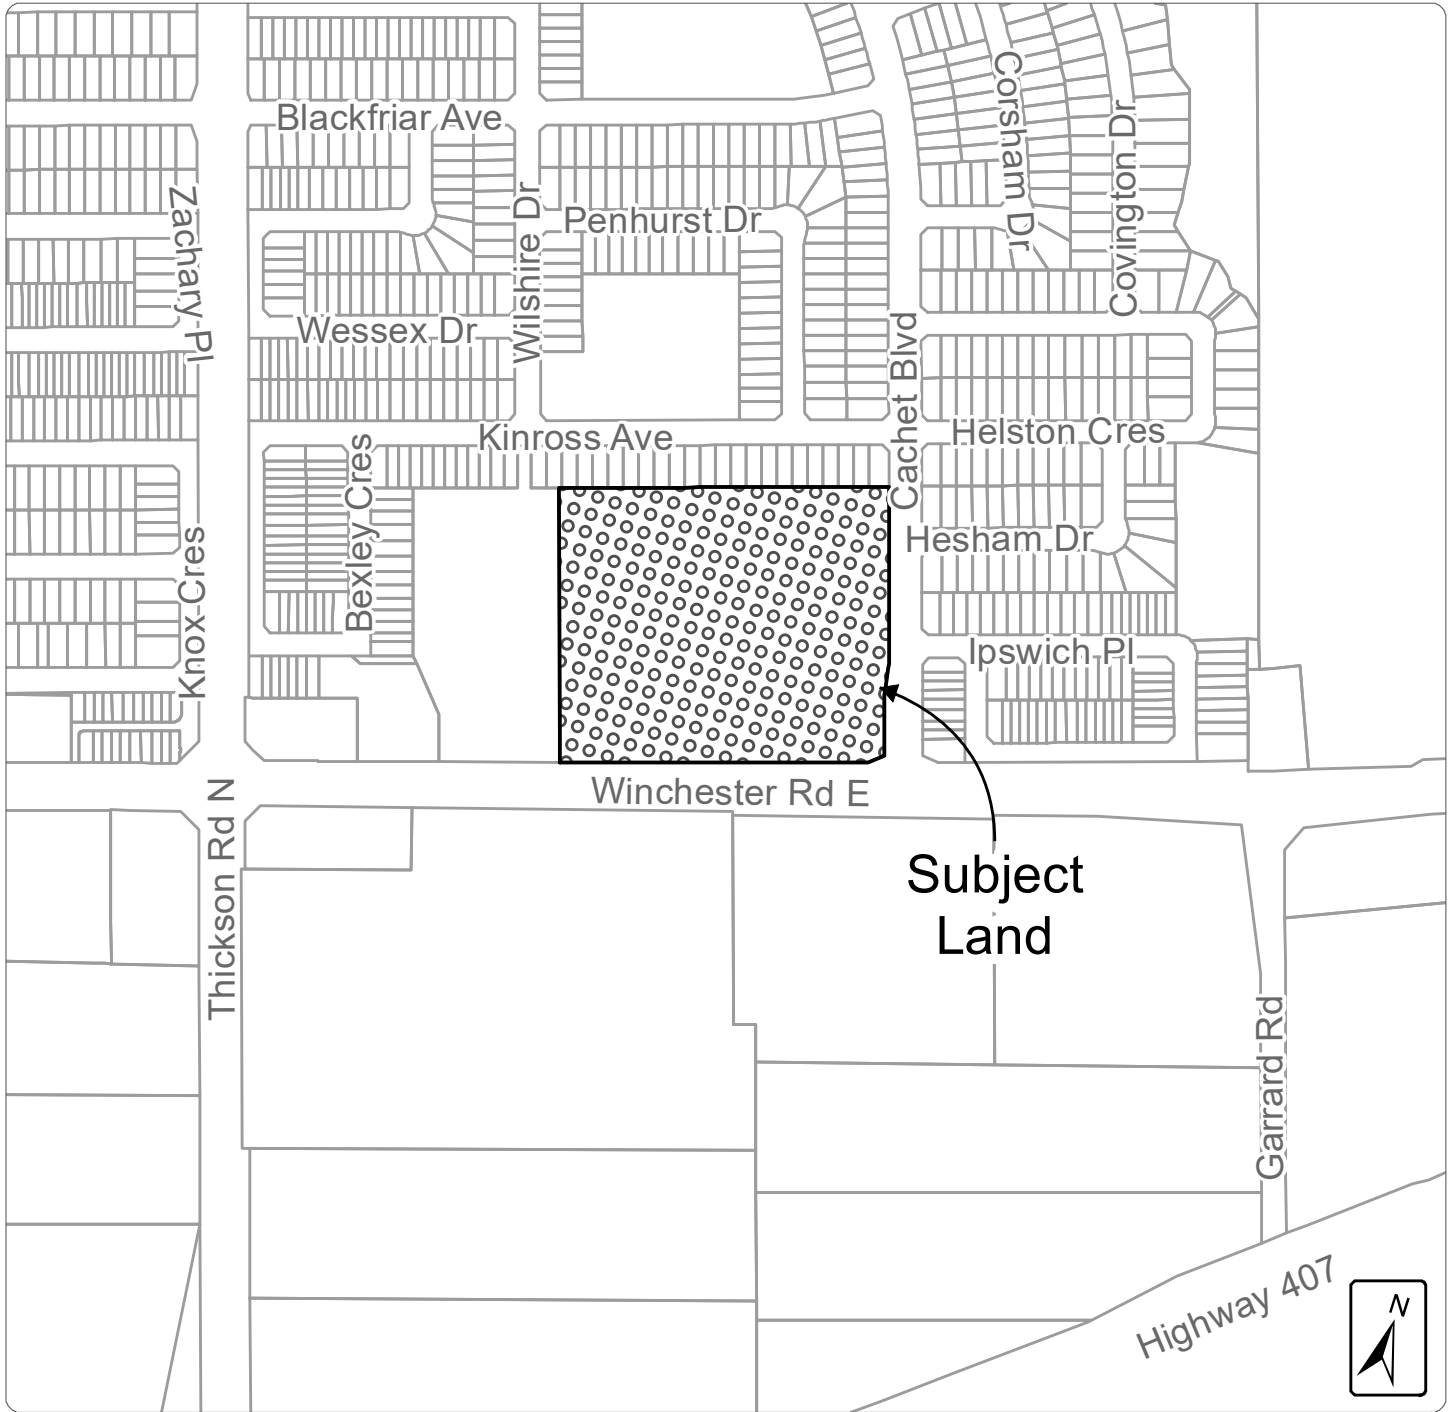 Blackfriar Ave
Corsham Dr
Covington Dr
Zachary Pl
Wilshire Dr
Penhurst Dr
Wessex Dr
Cachet Blvd
Kinross Ave
Helston Cres
Bexley Cres
Knox Cres
Hesham Dr
Ipswich Pl
Winchester Rd E
Thickson Rd N
Subject
Land
Garrard Rd
Highway 407
N